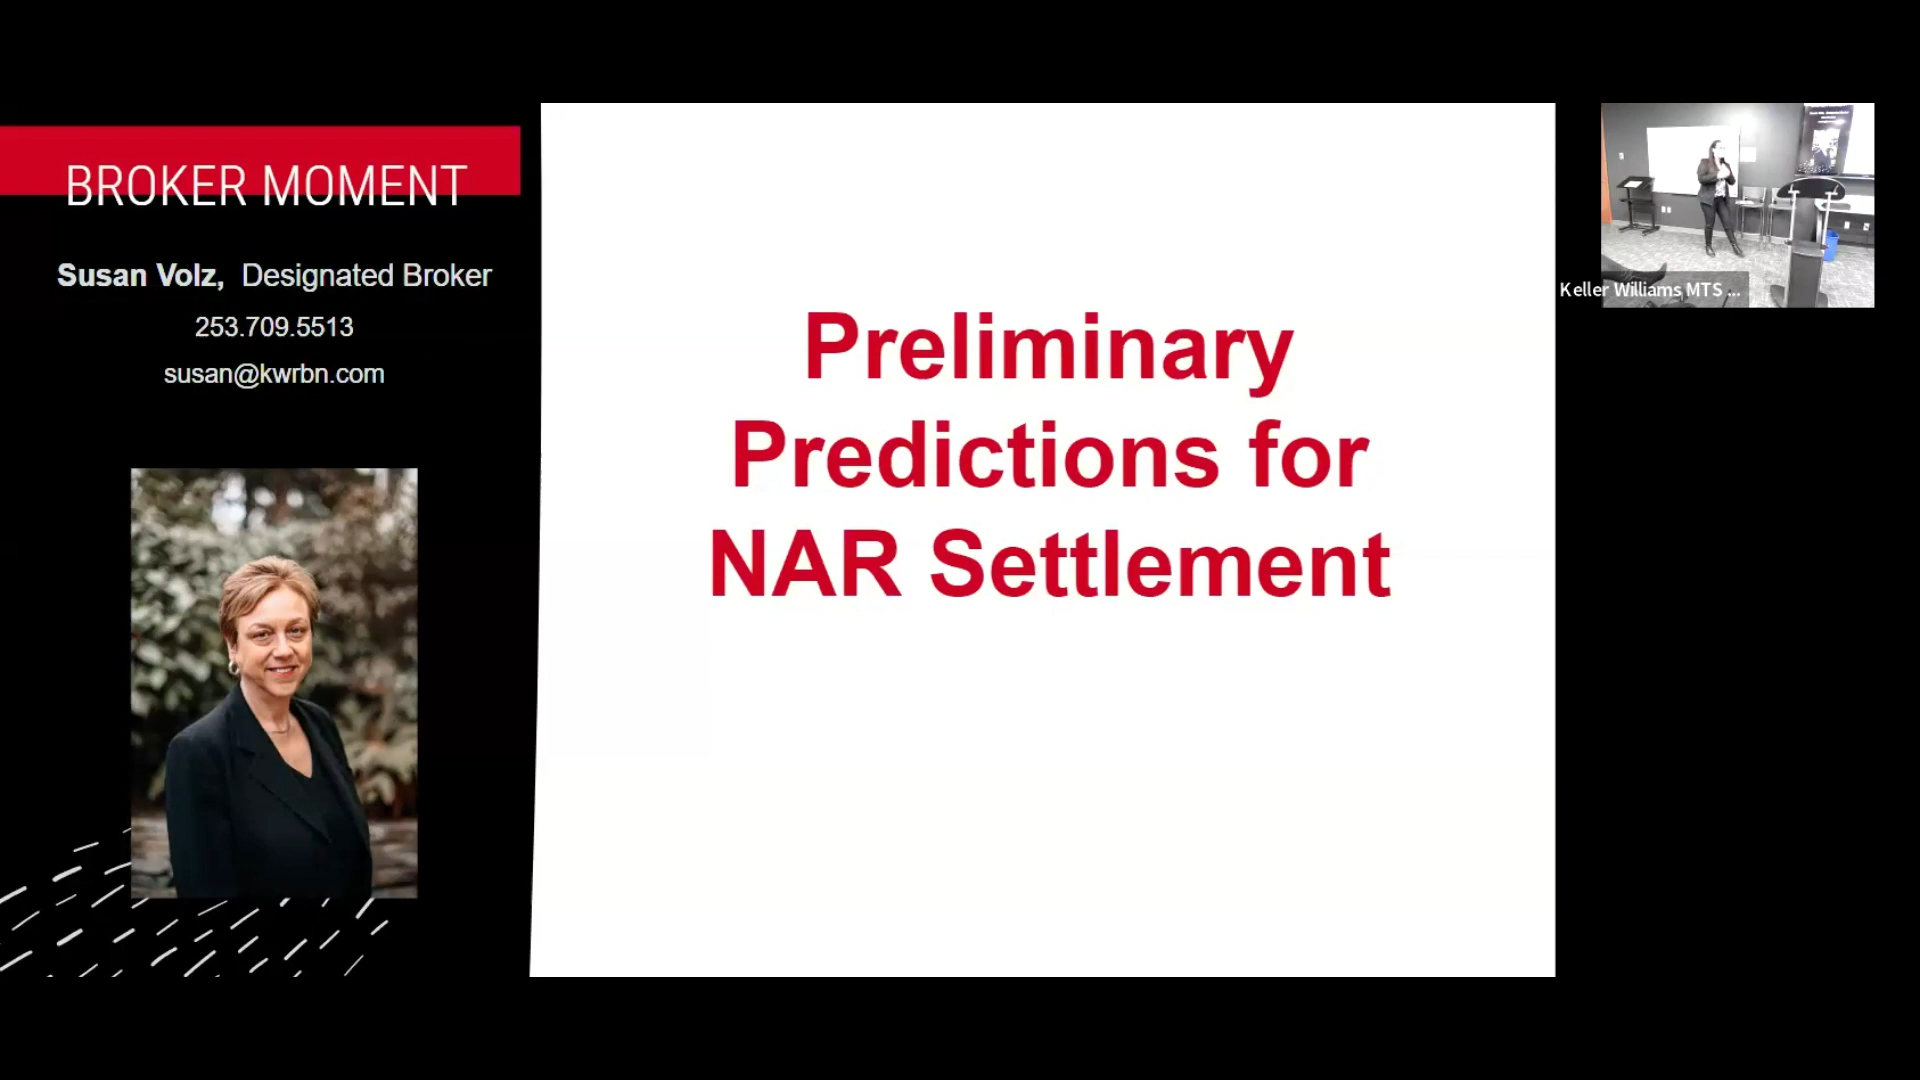 BROKER MOMENT
Susan Volz, Designated Broker
253.709.5513
susan@kwrbn.com
Preliminary
Predictions for
NAR Settlement
Keller Williams MTS ...